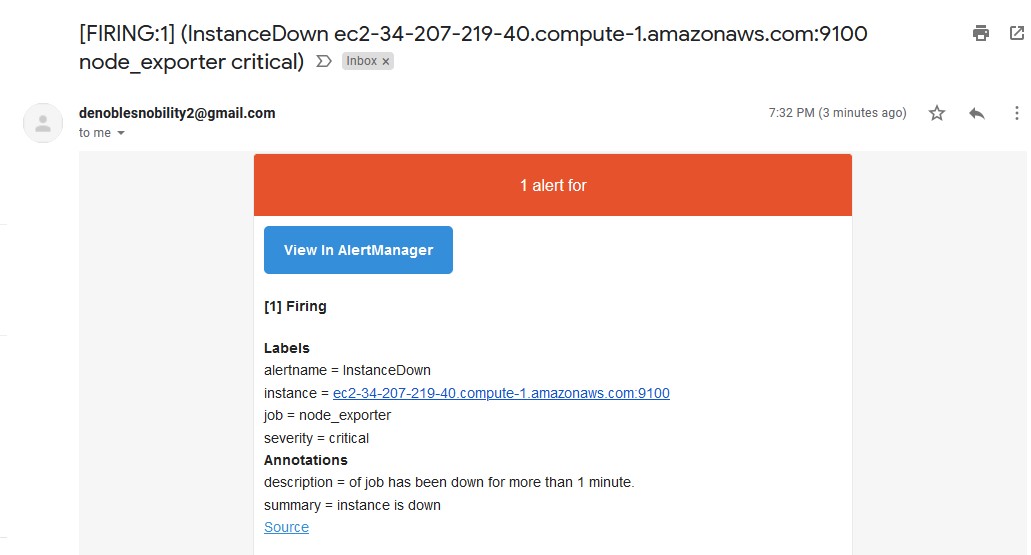 [FIRING:1] (InstanceDown ec2-34-207-219-40.compute-1.amazonaws.com:9100
node_exporter critical) Inbox x
denoblesnobility2@gmail.com 7:32 PM (3 minutes ago)
to me
1 alert for
View In AlertManager
[1] Firing
Labels
alertname = InstanceDown
instance = ec2-34-207-219-40.compute-1.amazonaws.com:9100
job = node_exporter
severity = critical
Annotations
description = of job has been down for more than 1 minute.
summary = instance is down
Source